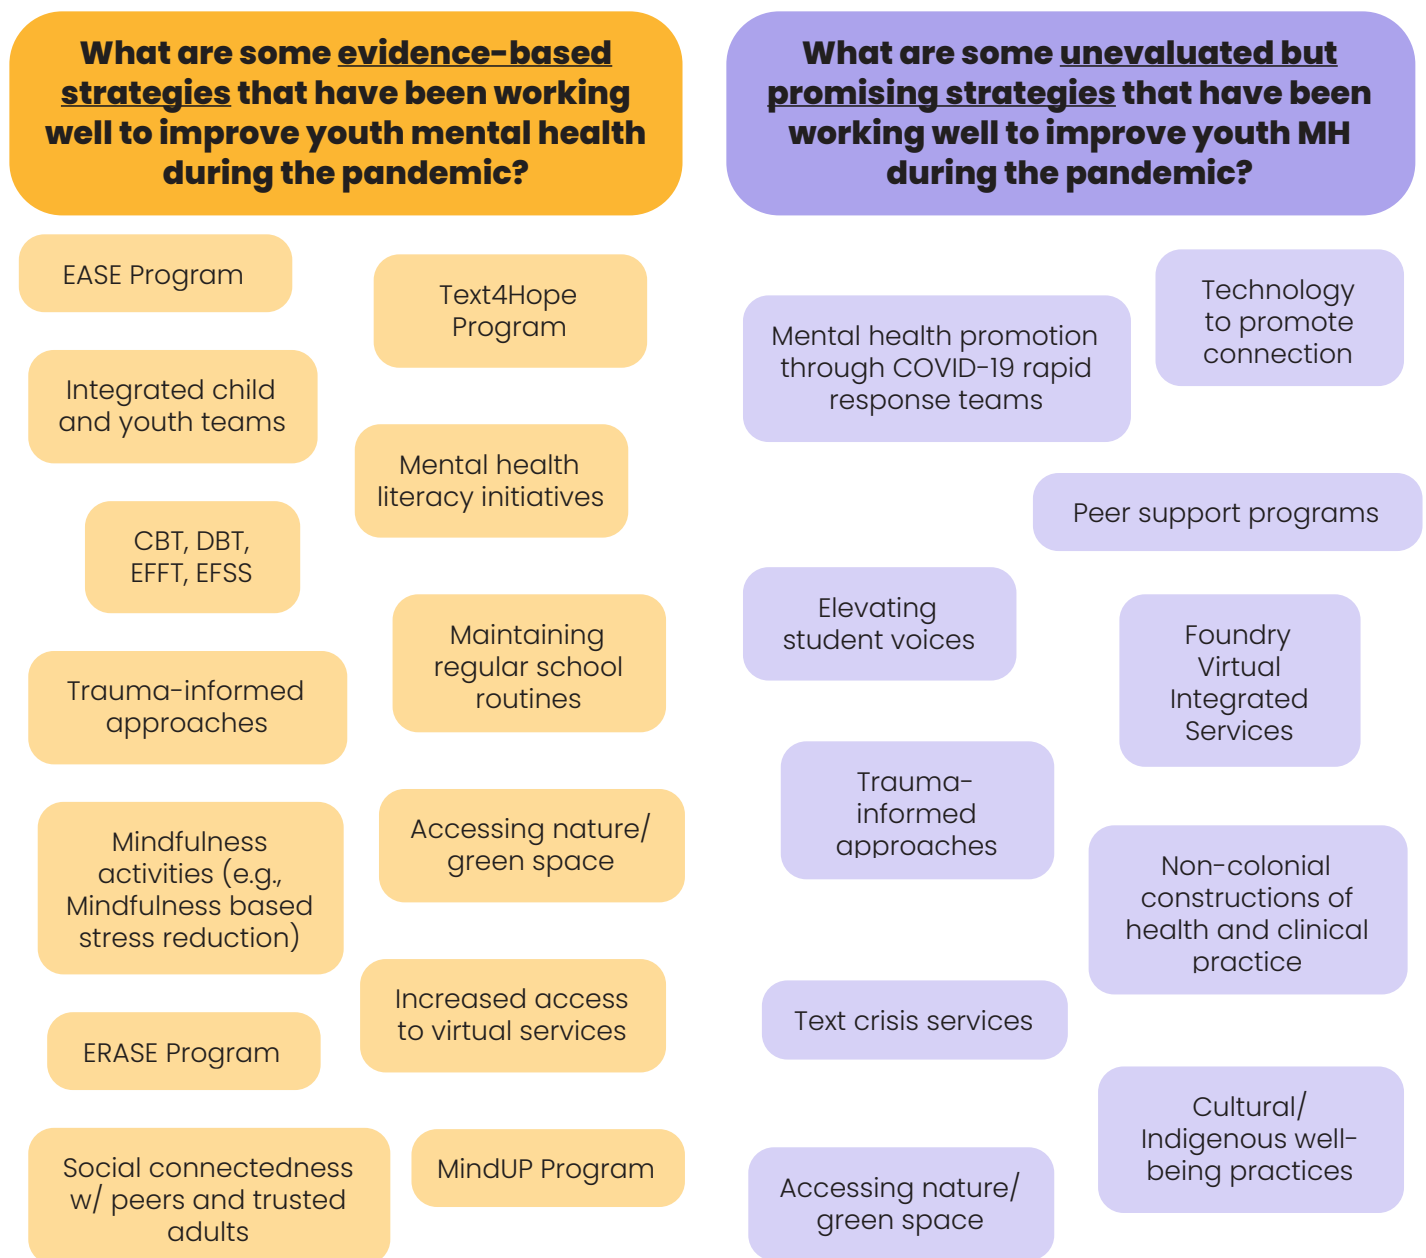 What are some evidence-based
strategies that have been working
well to improve youth mental health
during the pandemic?
EASE Program
Text4Hope
Program
Integrated child
and youth teams
Mental health
literacy initiatives
CBT, DBT,
EFFT, EFSS
Maintaining
regular school
routines
Trauma-informed
approaches
Accessing nature/
green space
Mindfulness
activities (e.g.,
Mindfulness based
stress reduction)
Increased access
to virtual services
ERASE Program
Social connectedness
w/ peers and trusted
adults
MindUP Program
What are some unevaluated but
promising strategies that have been
working well to improve youth MH
during the pandemic?
Technology
to promote
connection
Mental health promotion
through COVID-19 rapid
response teams
Peer support programs
Elevating
student voices
Foundry
Virtual
Integrated
Services
Trauma-
informed
approaches
Non-colonial
constructions of
health and clinical
practice
Text crisis services
Cultural/
Indigenous well-
being practices
Accessing nature/
green space